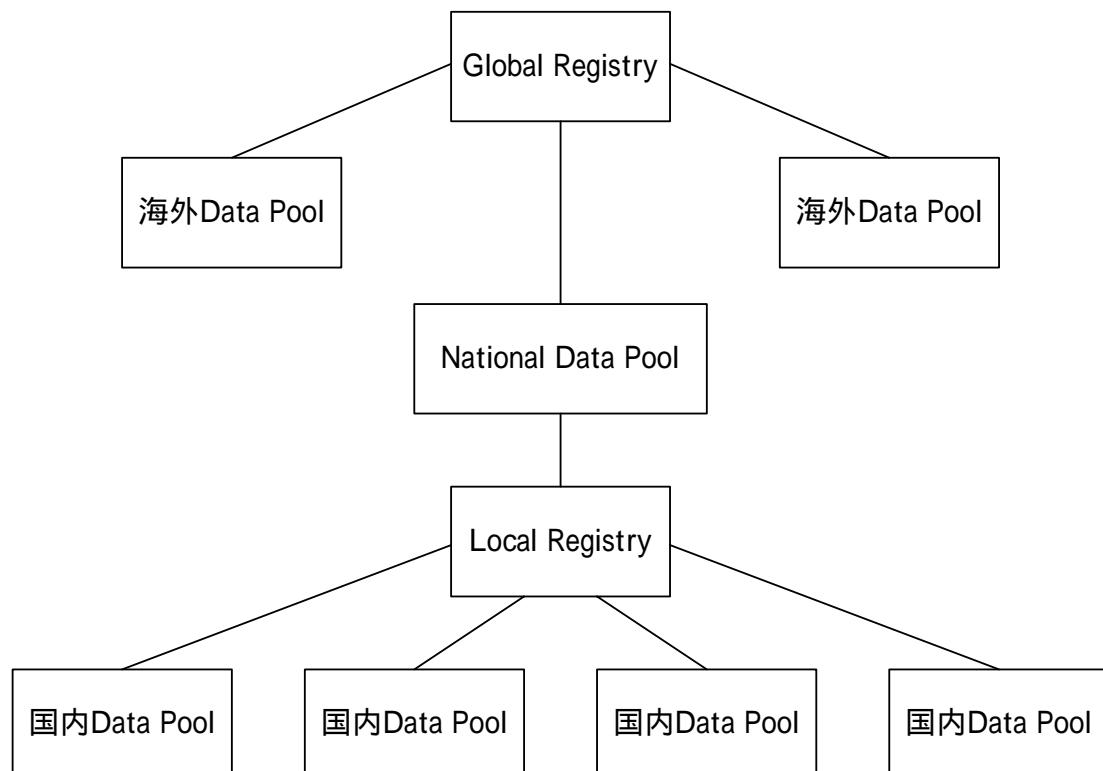 Global Registry
海外Data Pool
海外Data Pool
National Data Pool
Local Registry
国内Data Pool
国内Data Pool
国内Data Pool
国内Data Pool